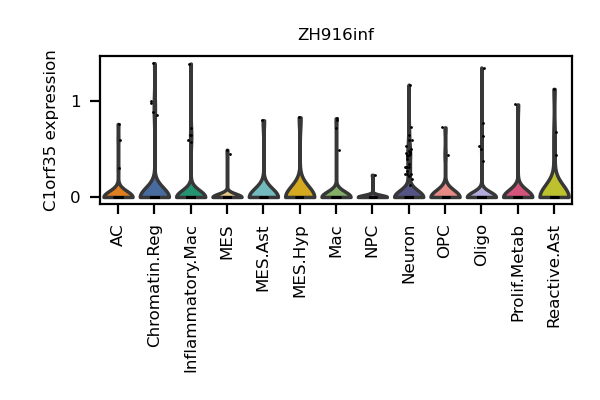 ZH916inf
C1orf35 expression
1
0
AC
Chromatin.Reg
Inflammatory.Mac
MES
MES.Ast
MES.Hyp
Mac
NPC
Neuron
OPC
Oligo
Prolif.Metab
Reactive.Ast